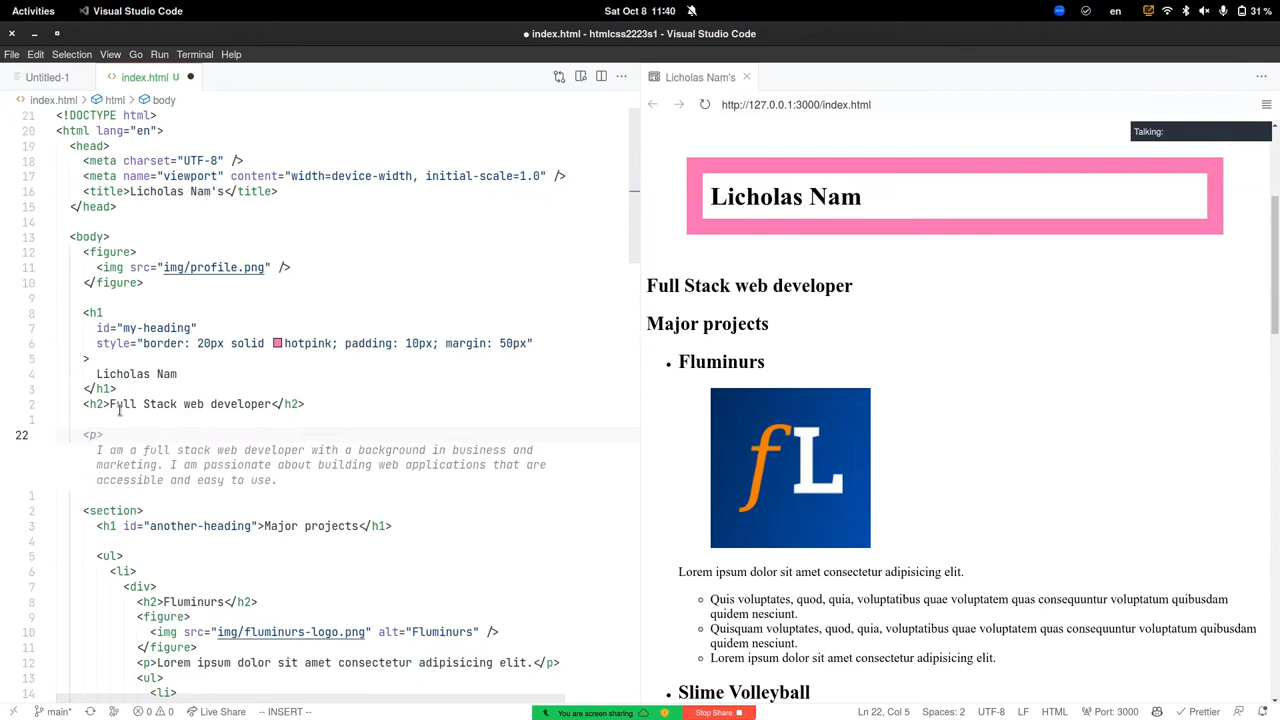 Activities
Visual Studio Code
Sat Oct 8 11:40
en
31 %
index.html - htmlcss2223s1 - Visual Studio Code
File Edit Selection View Go Run Terminal Help
Untitled-1
index.html U
index.html > html > body
21 <!DOCTYPE html>
20 <html lang="en">
19 <head>
18 <meta charset="UTF-8" />
17 <meta name="viewport" content="width=device-width, initial-scale=1.0" />
16 <title>Licholas Nam's</title>
15 </head>
14
13 <body>
12 <figure>
11 <img src="img/profile.png" />
10 </figure>
9
8 <h1
7 id="my-heading"
6 style="border: 20px solid hotpink; padding: 10px; margin: 50px"
5 >
4 Licholas Nam
3 </h1>
2 <h2>Full Stack web developer</h2>
1
22 <p>
I am a full stack web developer with a background in business and
marketing. I am passionate about building web applications that are
accessible and easy to use.
1
2 <section>
3 <h1 id="another-heading">Major projects</h1>
4
5 <ul>
6 <li>
7 <div>
8 <h2>Fluminurs</h2>
9 <figure>
10 <img src="img/fluminurs-logo.png" alt="Fluminurs" />
11 </figure>
12 <p>Lorem ipsum dolor sit amet consectetur adipisicing elit.</p>
13 <ul>
14 <li>
Licholas Nam's
http://127.0.0.1:3000/index.html
Talking:
Licholas Nam
Full Stack web developer
Major projects
• Fluminurs
fL
Lorem ipsum dolor sit amet consectetur adipisicing elit.
Quis voluptates, quod, quia, voluptatibus quae voluptatem quas consequuntur voluptatum quibusdam
quidem nesciunt.
Quisquam voluptates, quod, quia, voluptatibus quae voluptatem quas consequuntur voluptatum quibusdam
quidem nesciunt.
Lorem ipsum dolor sit amet consectetur adipisicing elit.
• Slime Volleyball
main*
0 0
Live Share
-- INSERT --
You are screen sharing
Stop Share
Ln 22, Col 5
Spaces: 2
UTF-8
LF
HTML
Port: 3000
Prettier